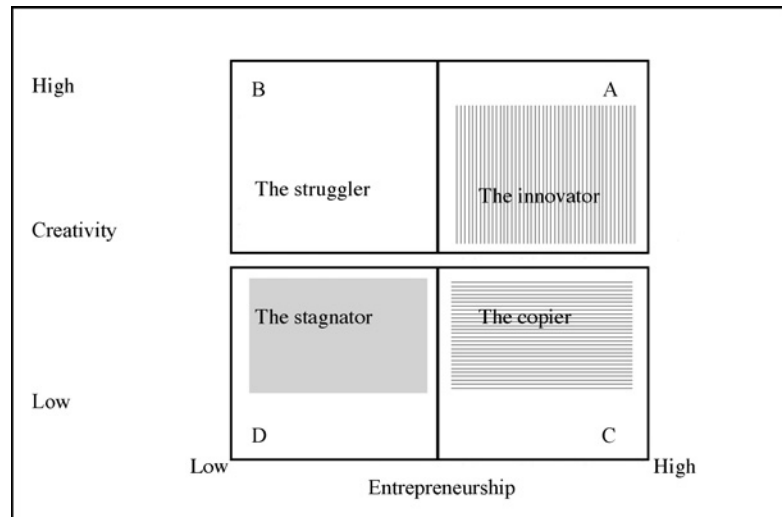 High
B
A
The struggler
The innovator
Creativity
The stagnator
The copier
Low
D
C
Low
High
Entrepreneurship